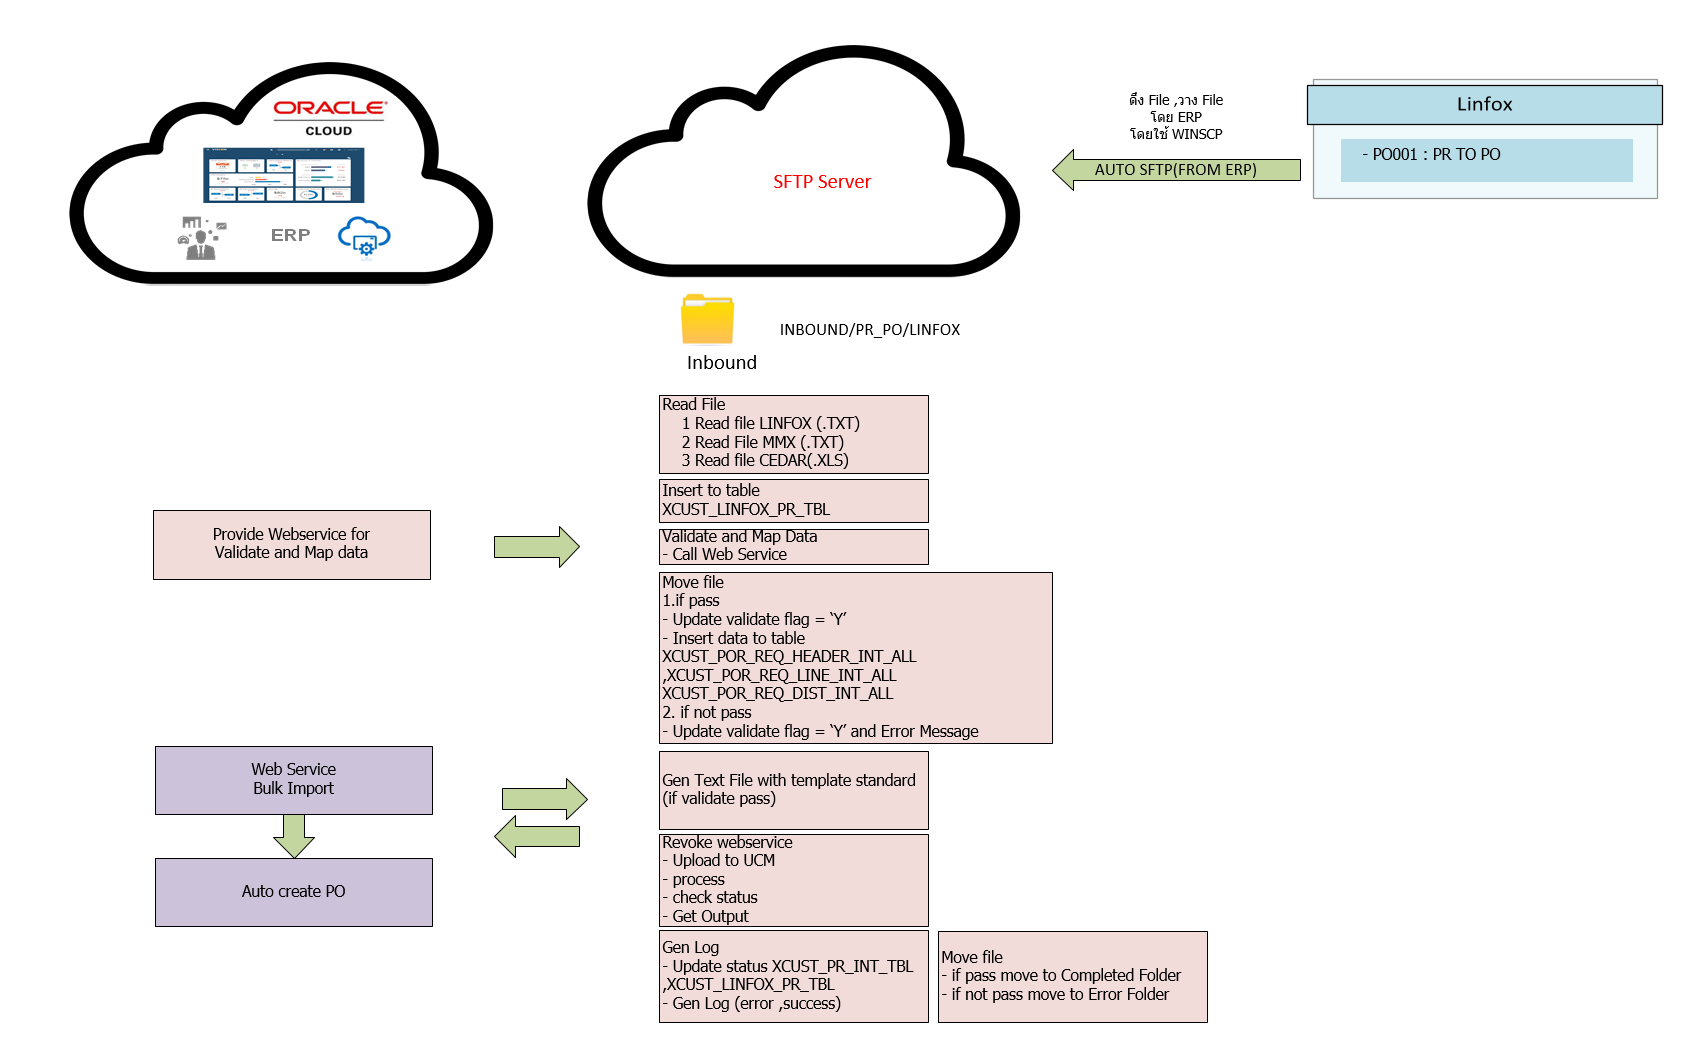 ORACLE
CLOUD
ERP
SFTP Server
ดึง File ,วาง File
โดย ERP
โดยใช้ WINSCP
AUTO SFTP(FROM ERP)
Linfox
- PO001 : PR TO PO
INBOUND/PR_PO/LINFOX
Inbound
Read File
1 Read file LINFOX (.TXT)
2 Read File MMX (.TXT)
3 Read file CEDAR(.XLS)
Insert to table
XCUST_LINFOX_PR_TBL
Provide Webservice for
Validate and Map data
Validate and Map Data
- Call Web Service
Move file
1.if pass
- Update validate flag = ‘Y’
- Insert data to table
XCUST_POR_REQ_HEADER_INT_ALL
,XCUST_POR_REQ_LINE_INT_ALL
XCUST_POR_REQ_DIST_INT_ALL
2. if not pass
- Update validate flag = ‘Y’ and Error Message
Web Service
Bulk Import
Auto create PO
Gen Text File with template standard
(if validate pass)
Revoke webservice
- Upload to UCM
- process
- check status
- Get Output
Gen Log
- Update status XCUST_PR_INT_TBL
,XCUST_LINFOX_PR_TBL
- Gen Log (error ,success)
Move file
- if pass move to Completed Folder
- if not pass move to Error Folder